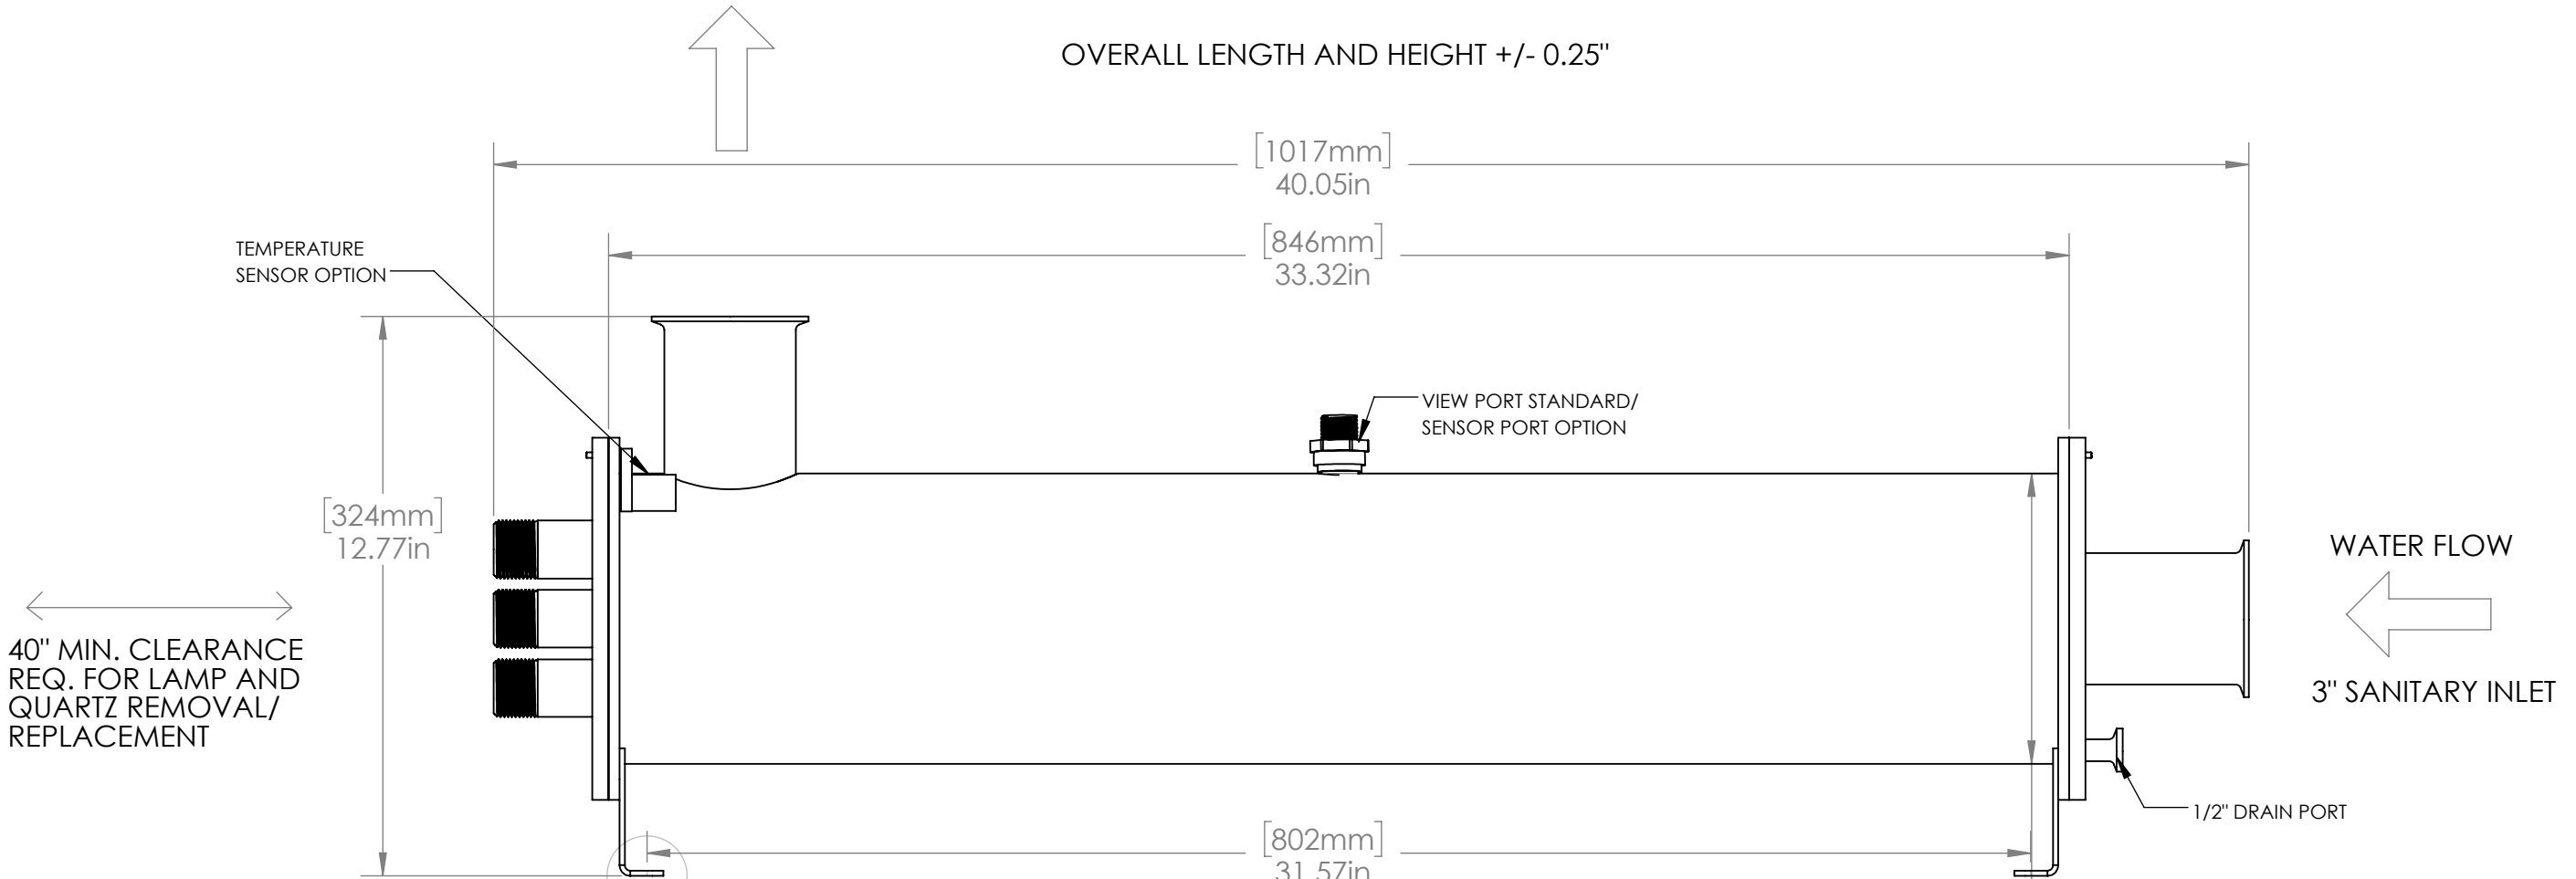 OVERALL LENGTH AND HEIGHT +/- 0.25"
[1017mm]
40.05in
[846mm]
33.32in
TEMPERATURE
SENSOR OPTION
VIEW PORT STANDARD/
SENSOR PORT OPTION
[324mm]
12.77in
WATER FLOW
40" MIN. CLEARANCE
REQ. FOR LAMP AND
QUARTZ REMOVAL/
REPLACEMENT
3" SANITARY INLET
1/2" DRAIN PORT
[802mm]
31.57in